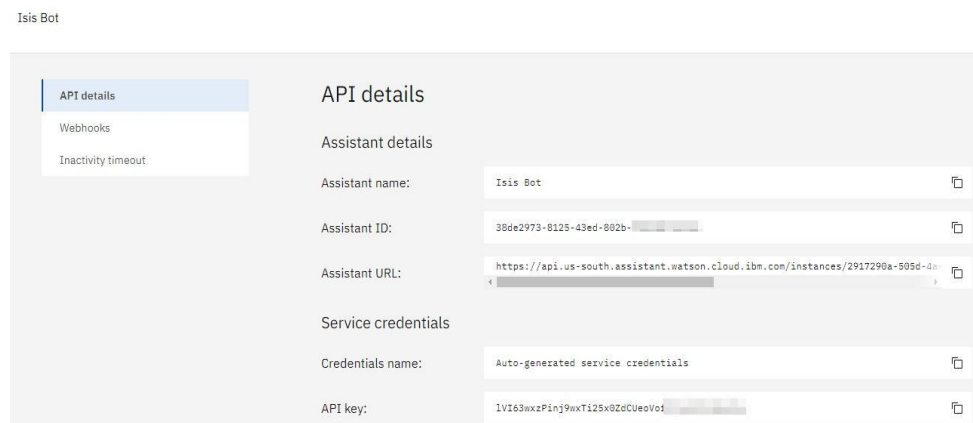 Isis Bot
API details
Webhooks
Inactivity timeout
API details
Assistant details
Assistant name: Isis Bot
Assistant ID: 38de2973-8125-43ed-802b-
Assistant URL: https://api.us-south.assistant.watson.cloud.ibm.com/instances/2917290a-505d-4a
Service credentials
Credentials name: Auto-generated service credentials
API key: lVI63wxzPinj9wxTi25x0ZdCUeoVo